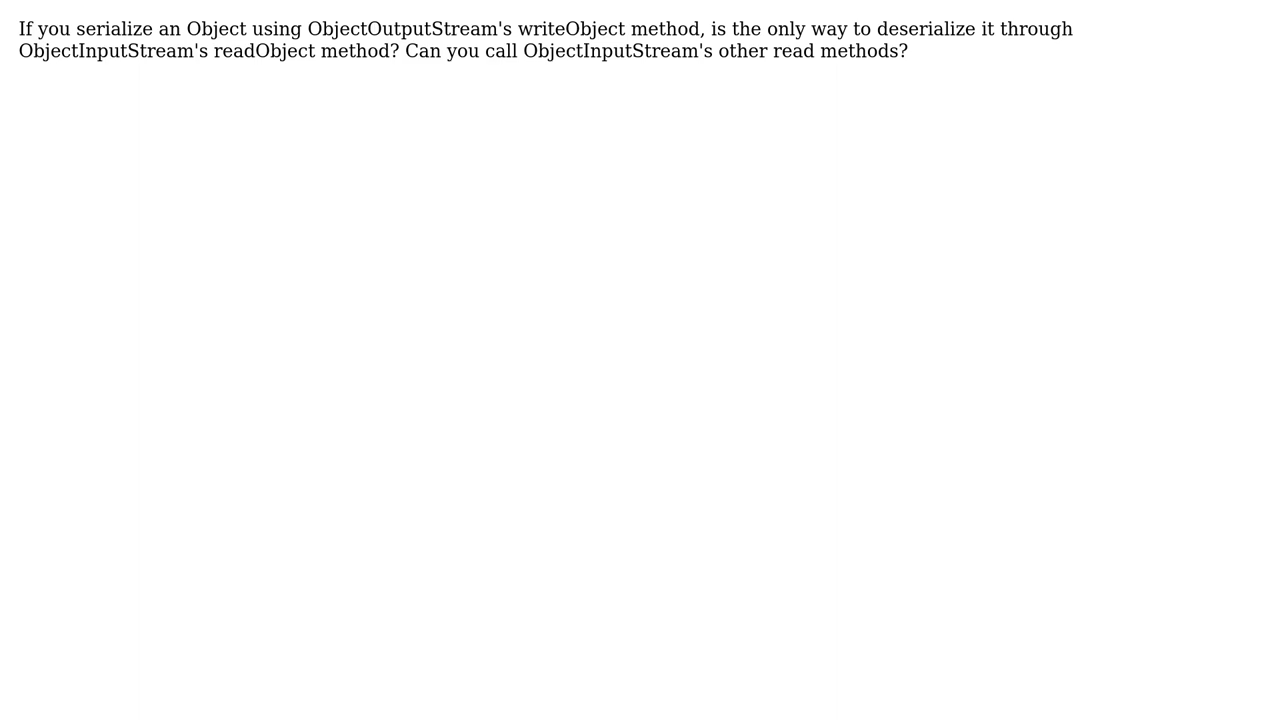 If you serialize an Object using ObjectOutputStream's writeObject method, is the only way to deserialize it through
ObjectInputStream's readObject method? Can you call ObjectInputStream's other read methods?